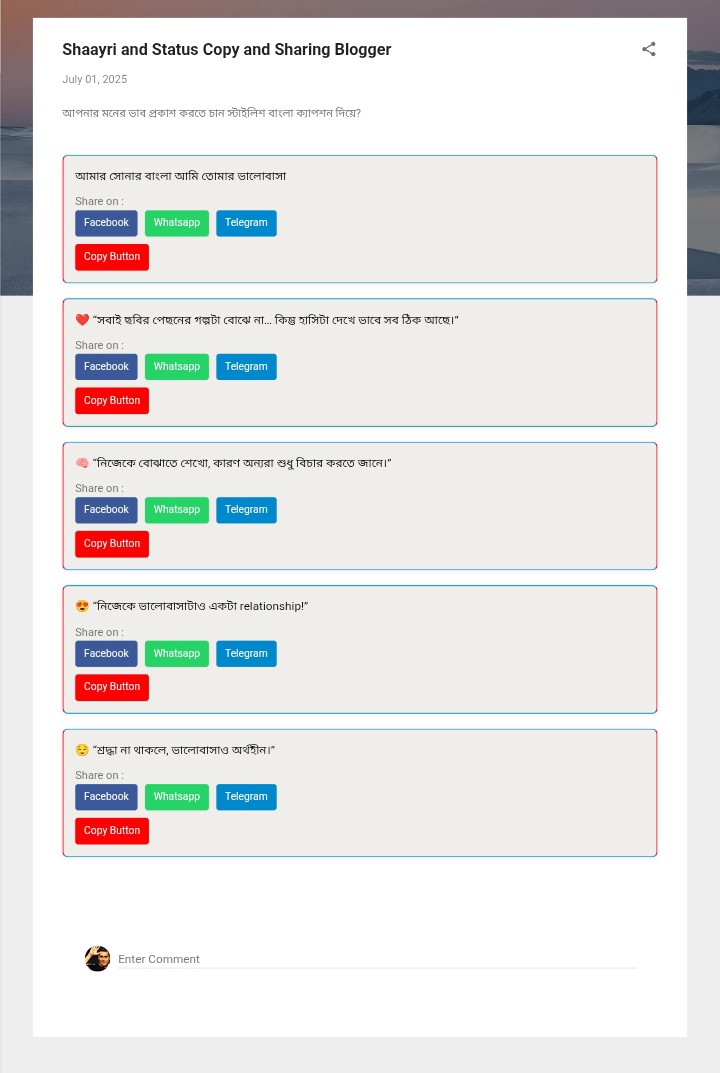 Shaayri and Status Copy and Sharing Blogger
July 01, 2025
আপনার মনের ভাব প্রকাশ করতে চান স্টাইলিশ বাংলা ক্যাপশন দিয়ে?
আমার সোনার বাংলা আমি তোমার ভালোবাসা
Share on :
Facebook Whatsapp Telegram
Copy Button
❤️ “সবাই ছবির পেছনের গল্পটা বোঝে না... কিন্তু হাসিটা দেখে ভাবে সব ঠিক আছে।”
Share on :
Facebook Whatsapp Telegram
Copy Button
🧠 “নিজেকে বোঝাতে শেখো, কারণ অন্যরা শুধু বিচার করতে জানে।”
Share on :
Facebook Whatsapp Telegram
Copy Button
😍 “নিজেকে ভালোবাসাটাও একটা relationship!”
Share on :
Facebook Whatsapp Telegram
Copy Button
😌 “শ্রদ্ধা না থাকলে, ভালোবাসাও অর্থহীন।”
Share on :
Facebook Whatsapp Telegram
Copy Button
Enter Comment